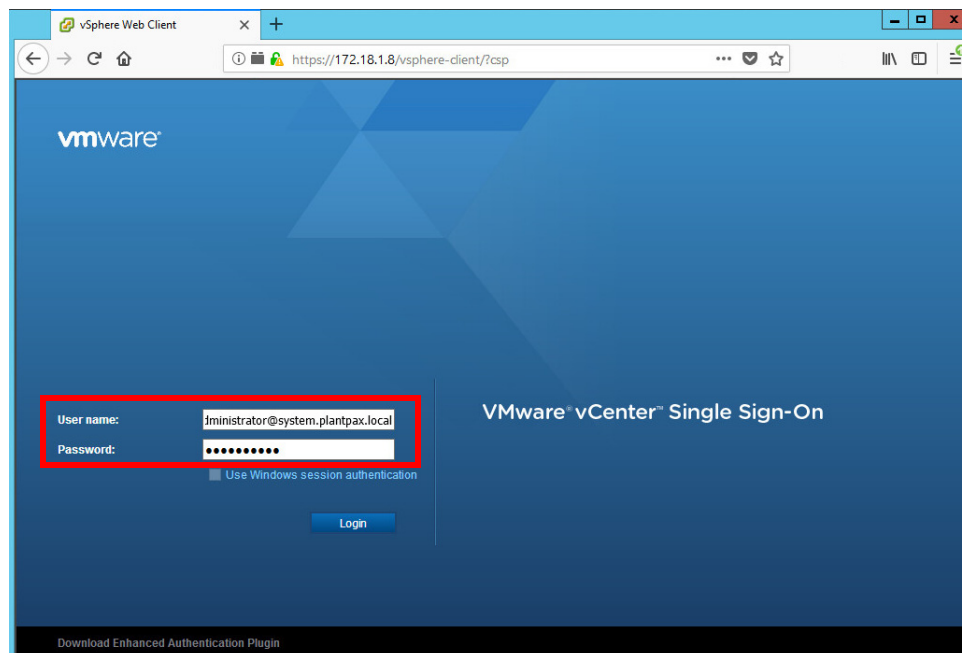 vSphere Web Client
https://172.18.1.8/vsphere-client/?csp
vmware®
User name:
dministrator@system.plantpax.local
Password:
••••••••••
Use Windows session authentication
Login
VMware® vCenter™ Single Sign-On
Download Enhanced Authentication Plugin